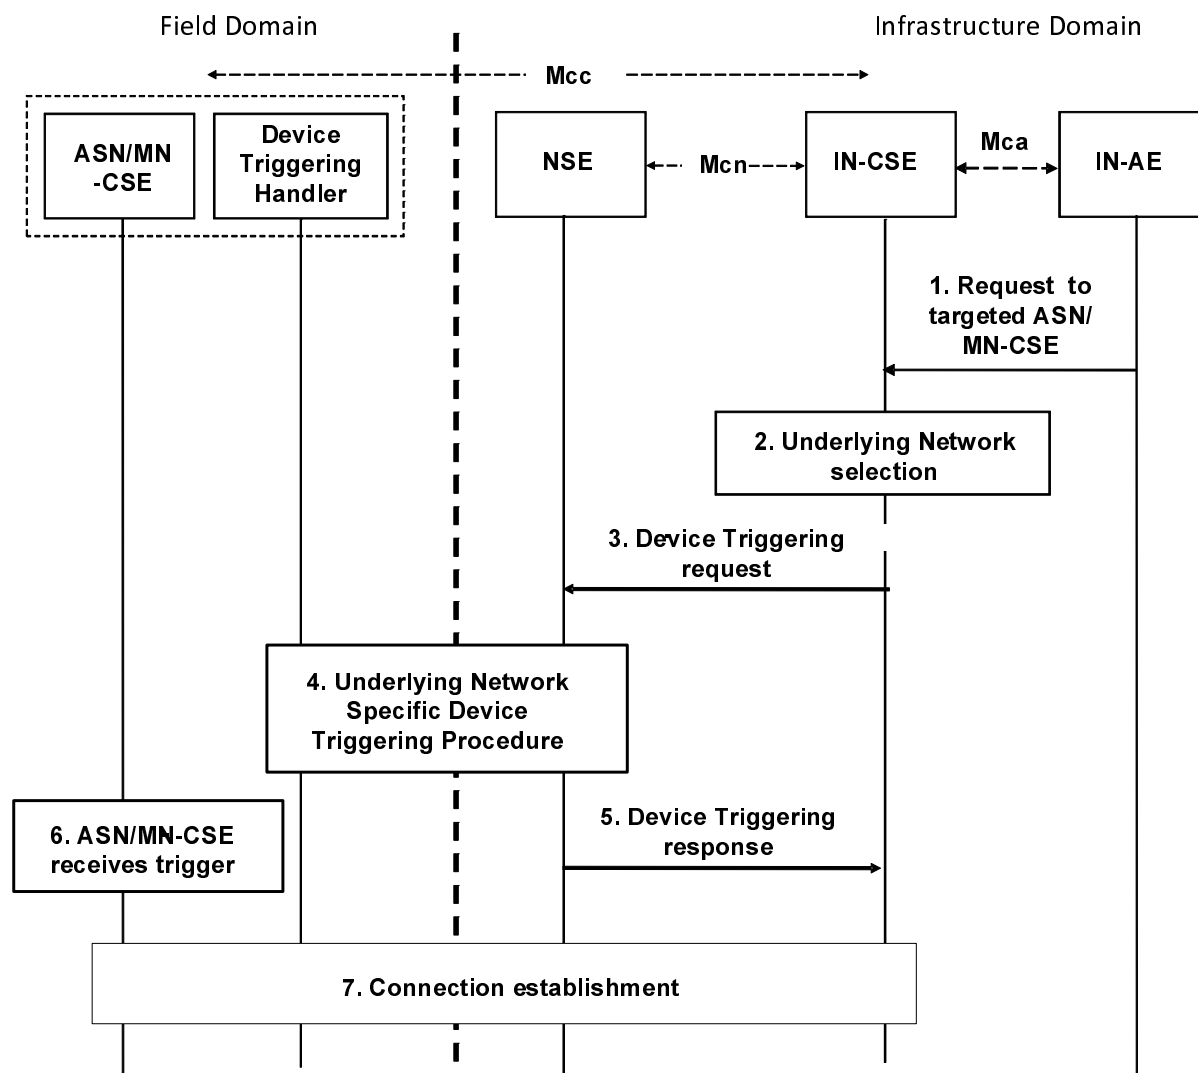 Field Domain
Infrastructure Domain
Mcc
ASN/MN
-CSE
Device
Triggering
Handler
NSE
Mcn
IN-CSE
Mca
IN-AE
1. Request to
targeted ASN/
MN-CSE
2. Underlying Network
selection
3. Device Triggering
request
4. Underlying Network
Specific Device
Triggering Procedure
5. Device Triggering
response
6. ASN/MN-CSE
receives trigger
7. Connection establishment